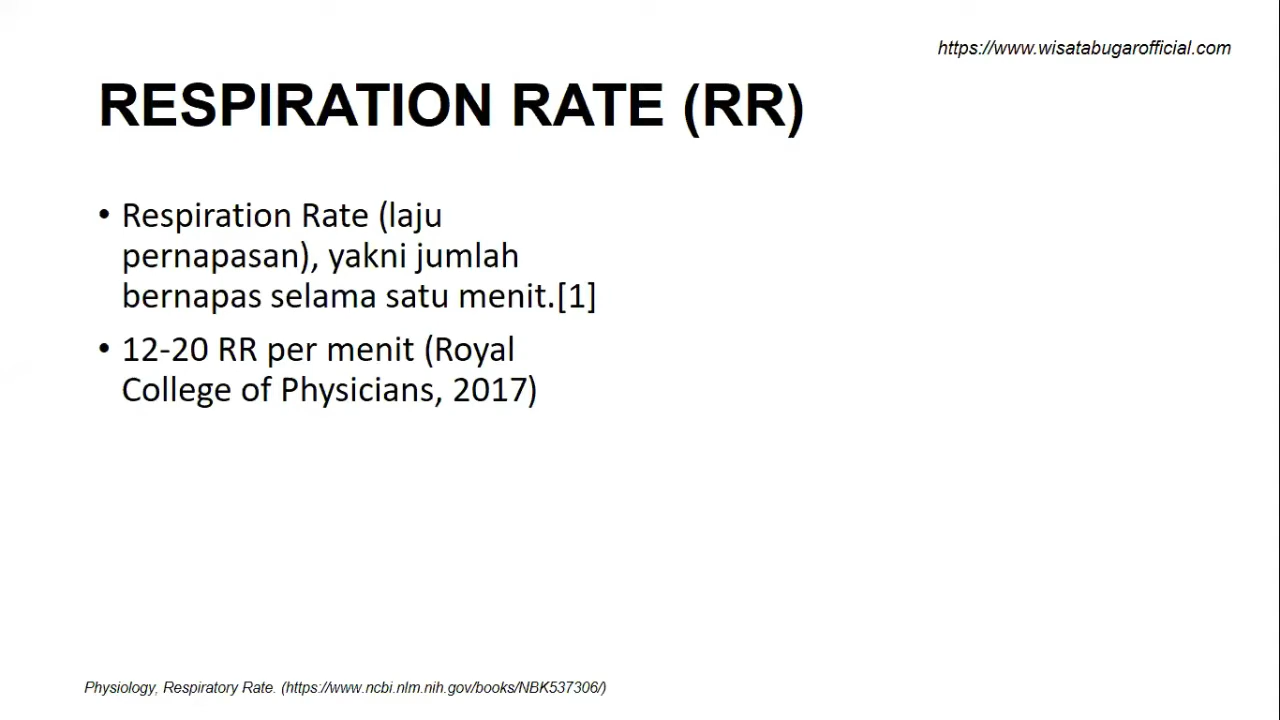 https://www.wisatabugarofficial.com
RESPIRATION RATE (RR)
• Respiration Rate (laju
pernapasan), yakni jumlah
bernapas selama satu menit.[1]
• 12-20 RR per menit (Royal
College of Physicians, 2017)
Physiology, Respiratory Rate. (https://www.ncbi.nlm.nih.gov/books/NBK537306/)